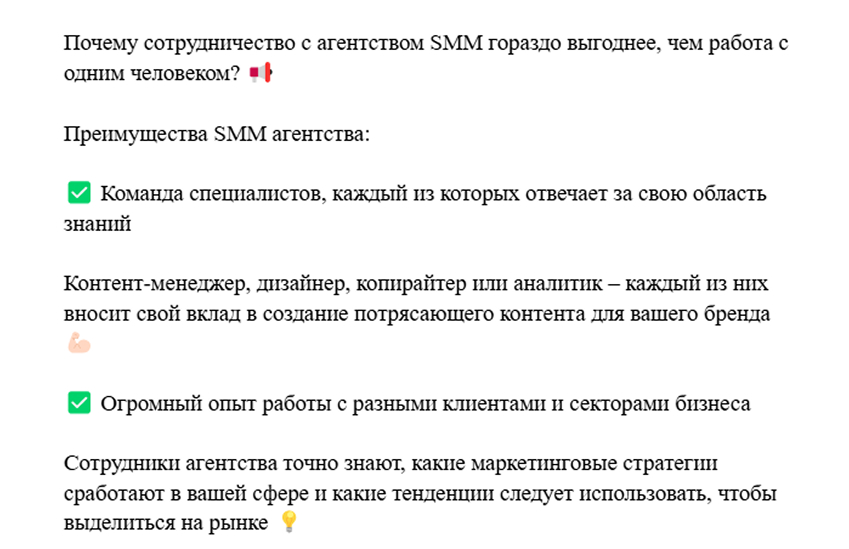 Почему сотрудничество с агентством SMM гораздо выгоднее, чем работа с
одним человеком? 📢
Преимущества SMM агентства:
✅ Команда специалистов, каждый из которых отвечает за свою область
знаний
Контент-менеджер, дизайнер, копирайтер или аналитик – каждый из них
вносит свой вклад в создание потрясающего контента для вашего бренда
💪🏻
✅ Огромный опыт работы с разными клиентами и секторами бизнеса
Сотрудники агентства точно знают, какие маркетинговые стратегии
сработают в вашей сфере и какие тенденции следует использовать, чтобы
выделиться на рынке 💡